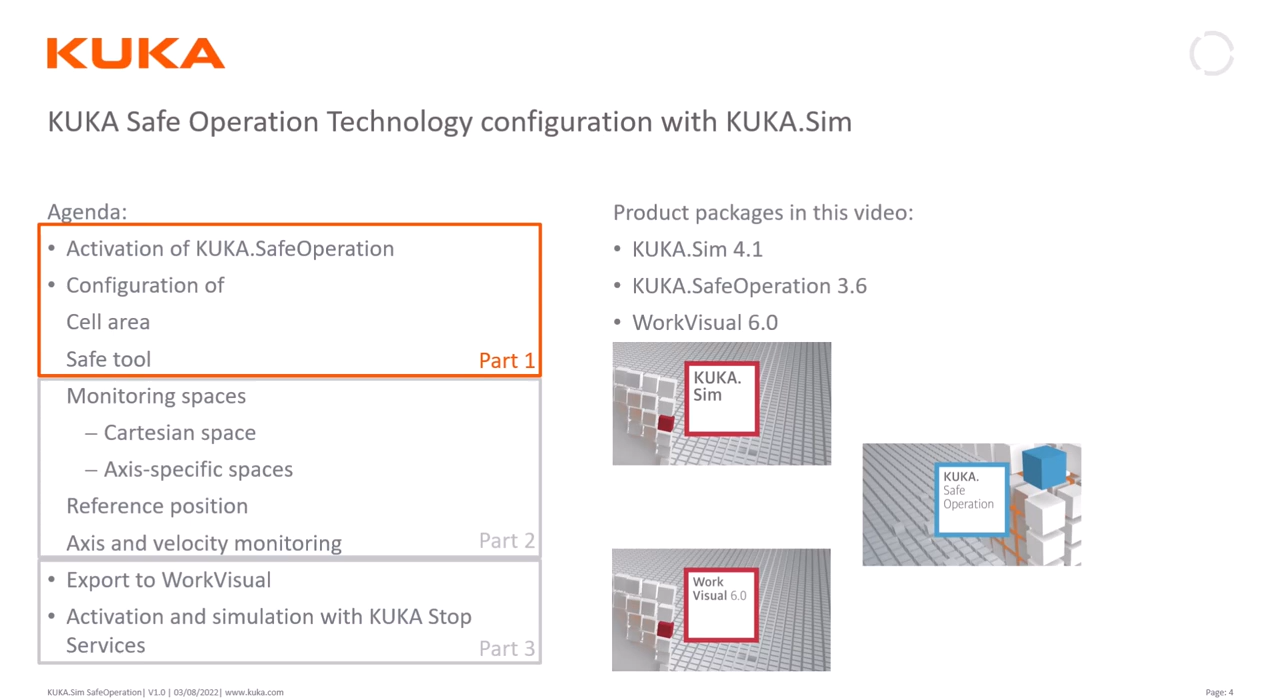 KUKA
KUKA Safe Operation Technology configuration with KUKA.Sim
Agenda:
• Activation of KUKA.SafeOperation
• Configuration of
Cell area
Safe tool
Part 1
Monitoring spaces
– Cartesian space
– Axis-specific spaces
Reference position
Axis and velocity monitoring
Part 2
• Export to WorkVisual
• Activation and simulation with KUKA Stop
Services
Part 3
Product packages in this video:
• KUKA.Sim 4.1
• KUKA.SafeOperation 3.6
• WorkVisual 6.0
KUKA.
Sim
KUKA.
Safe
Operation
Work
Visual 6.0
KUKA.Sim SafeOperation| V1.0 | 03/08/2022| www.kuka.com
Page: 4